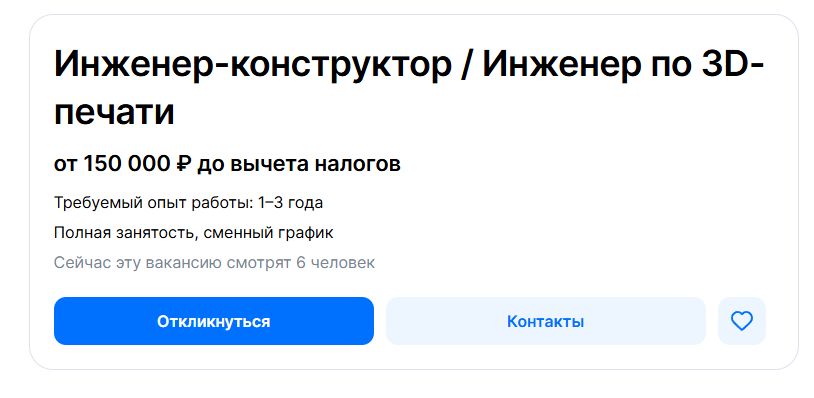 Инженер-конструктор / Инженер по 3D-
печати
от 150 000 ₽ до вычета налогов
Требуемый опыт работы: 1–3 года
Полная занятость, сменный график
Сейчас эту вакансию смотрят 6 человек
Откликнуться
Контакты